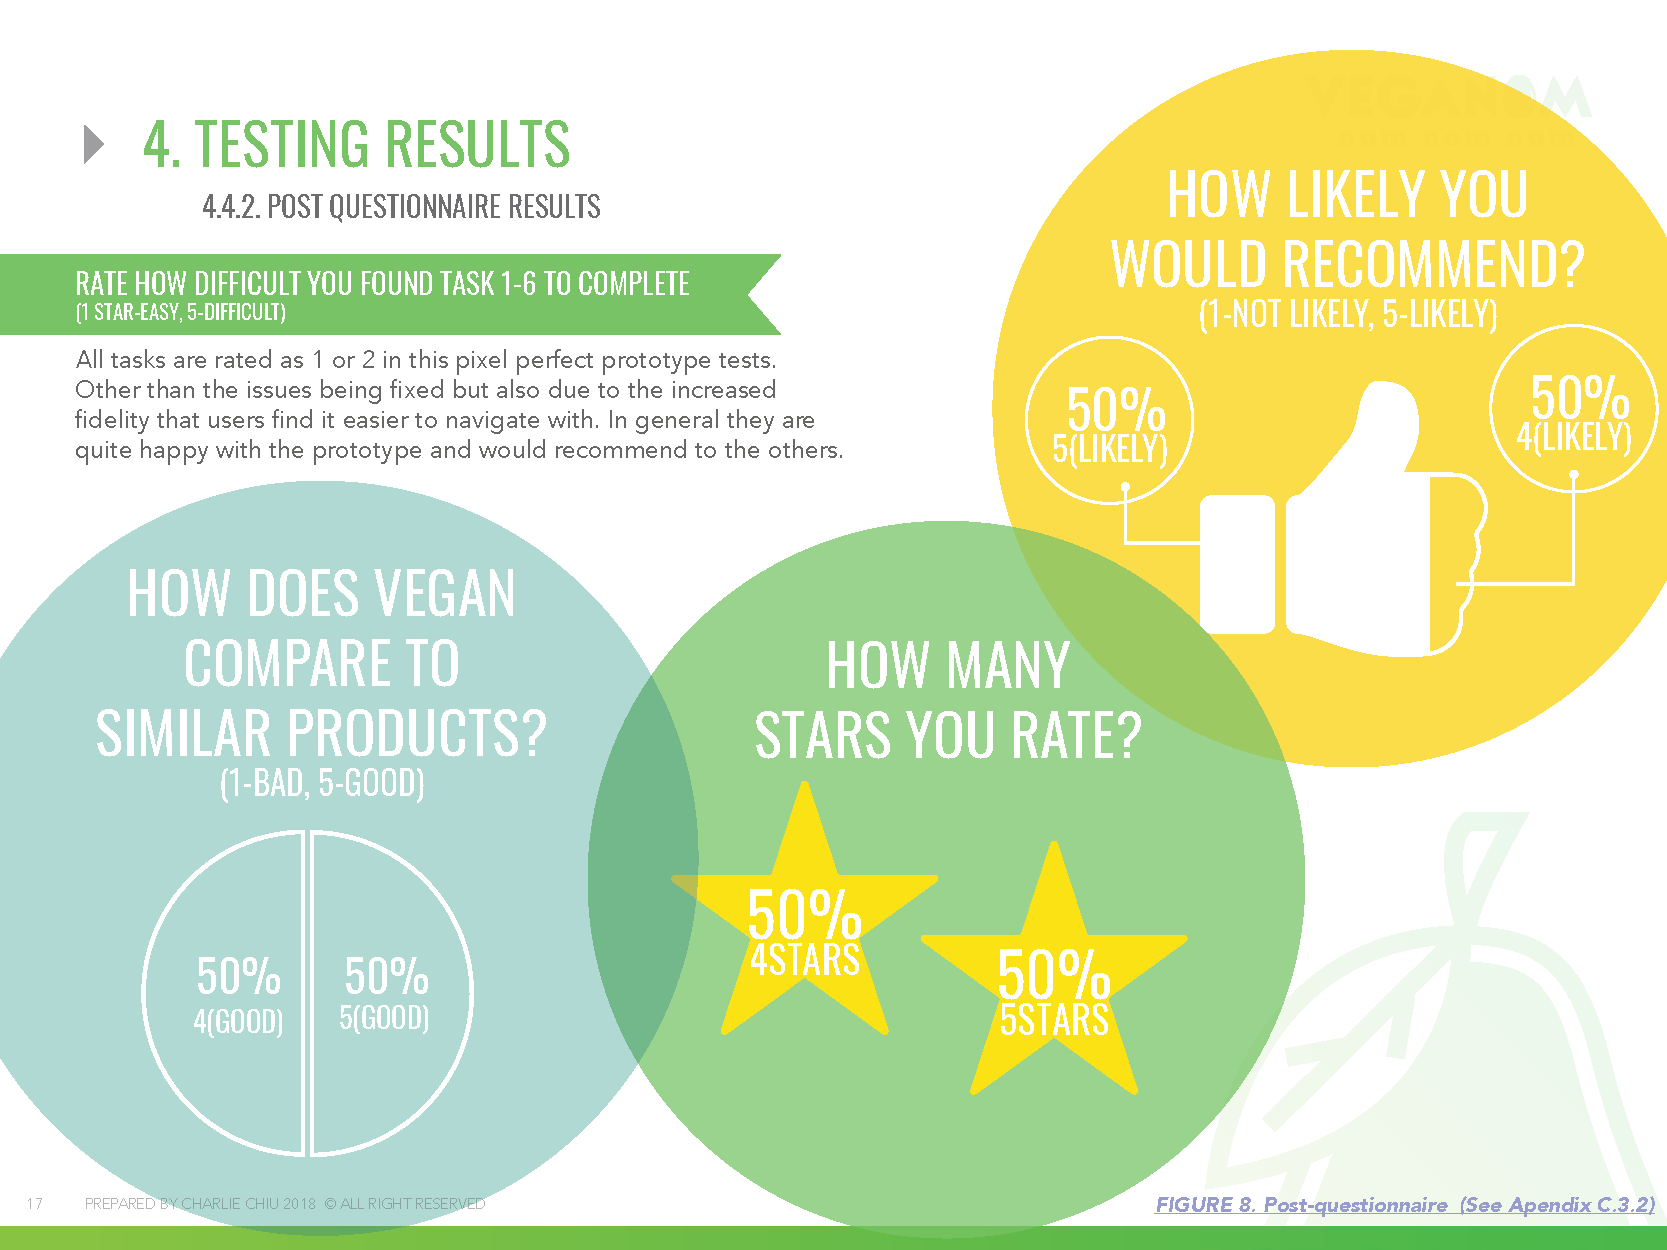 VEGANOM
nom nom nom
4. TESTING RESULTS
4.4.2. POST QUESTIONNAIRE RESULTS
RATE HOW DIFFICULT YOU FOUND TASK 1-6 TO COMPLETE
(1 STAR-EASY, 5-DIFFICULT)
All tasks are rated as 1 or 2 in this pixel perfect prototype tests.
Other than the issues being fixed but also due to the increased
fidelity that users find it easier to navigate with. In general they are
quite happy with the prototype and would recommend to the others.
HOW LIKELY YOU
WOULD RECOMMEND?
(1-NOT LIKELY, 5-LIKELY)
50%
5(LIKELY)
50%
4(LIKELY)
HOW DOES VEGAN
COMPARE TO
SIMILAR PRODUCTS?
(1-BAD, 5-GOOD)
50%
4(GOOD)
50%
5(GOOD)
HOW MANY
STARS YOU RATE?
50%
4STARS
50%
5STARS
17 PREPARED BY CHARLIE CHIU 2018 © ALL RIGHT RESERVED
FIGURE 8. Post-questionnaire (See Apendix C.3.2)